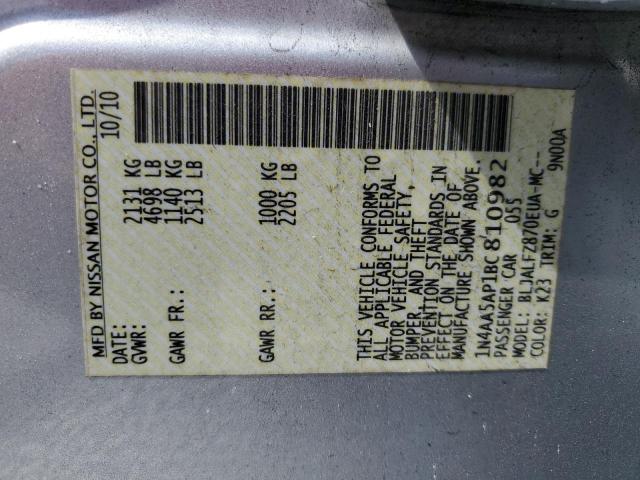 MFD BY NISSAN MOTOR CO., LTD.
DATE: 10/10
GVWR: 2131 KG
4698 LB
GAWR FR.: 1140 KG
2513 LB
GAWR RR.: 1000 KG
2205 LB
THIS VEHICLE CONFORMS TO
ALL APPLICABLE FEDERAL
MOTOR VEHICLE SAFETY,
BUMPER, AND THEFT
PREVENTION STANDARDS IN
EFFECT ON THE DATE OF
MANUFACTURE SHOWN ABOVE.
1N4AA5AP1BC810982
PASSENGER CAR 055
MODEL: BLJALFZ870EUA-MC--
COLOR: K23 TRIM: G 9N00A